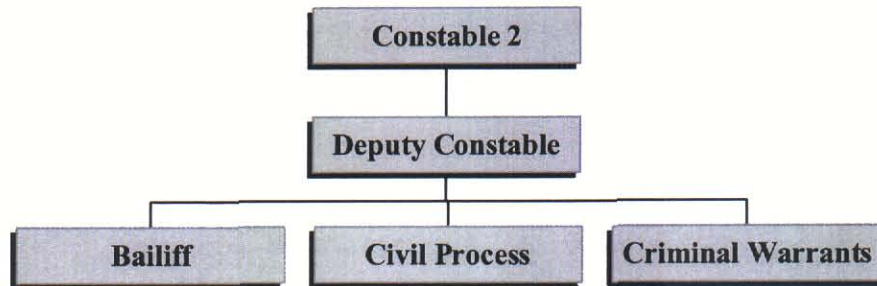 Constable 2
Deputy Constable
Bailiff
Civil Process
Criminal Warrants